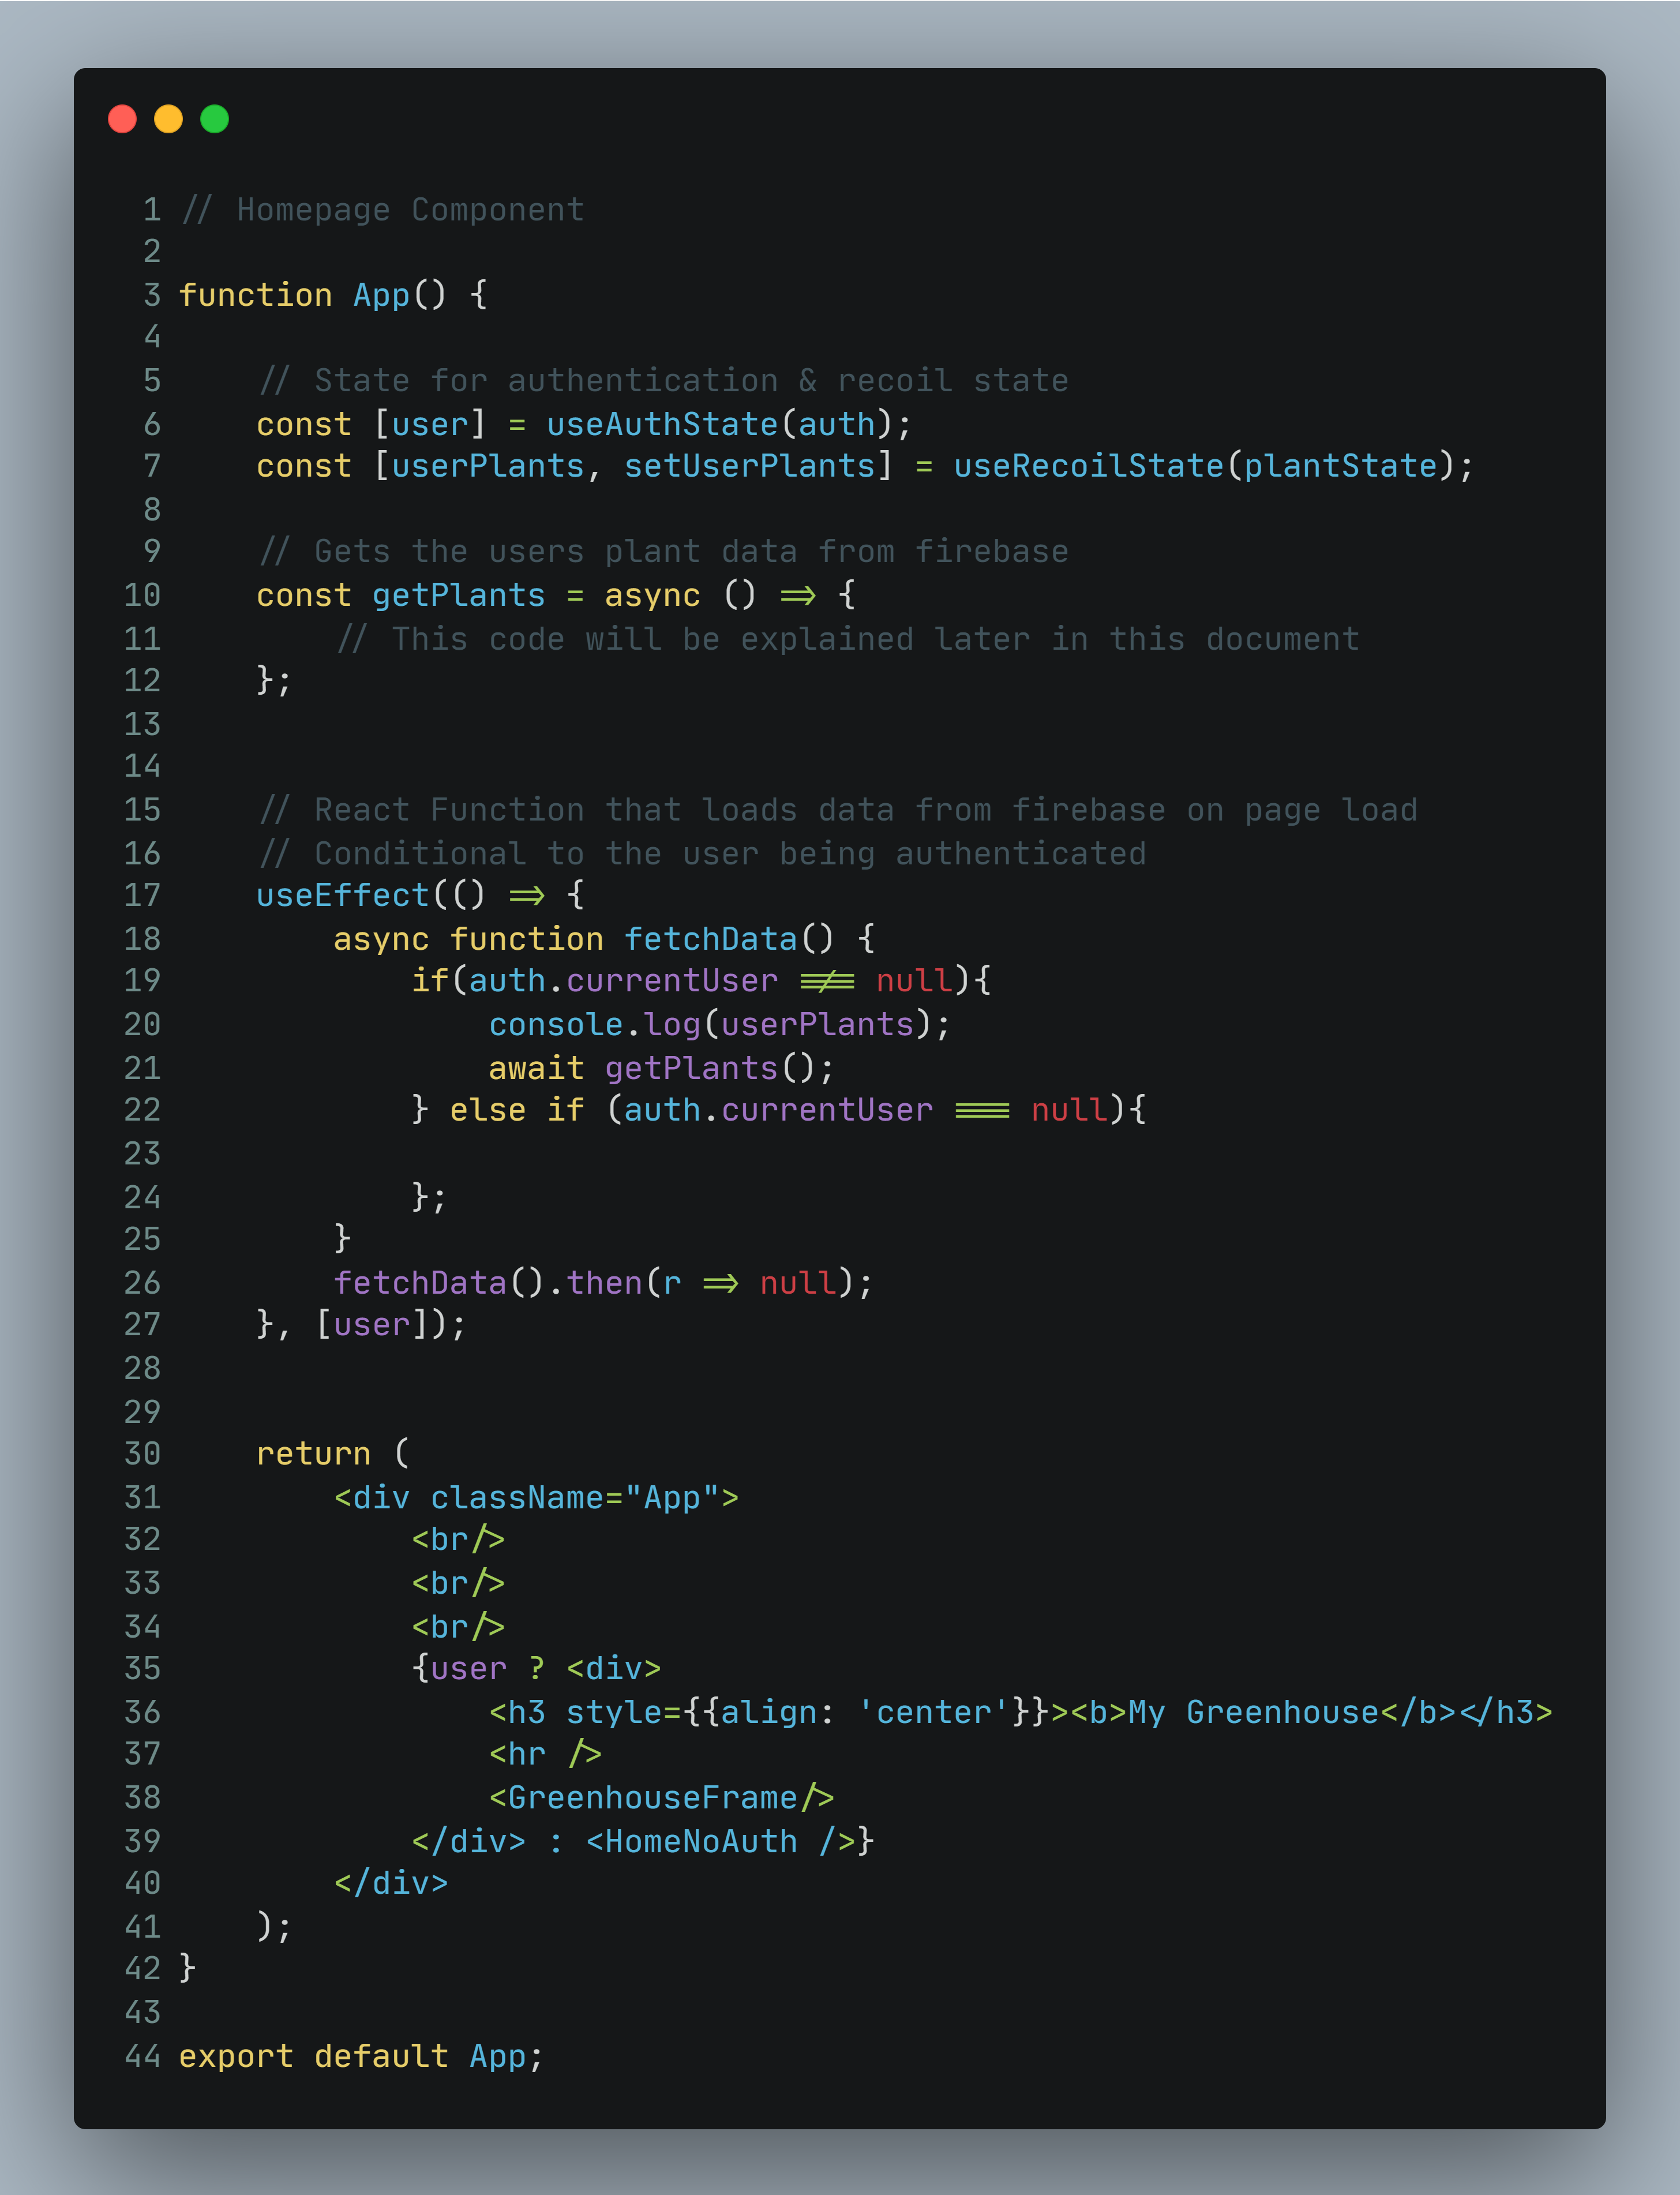 1 // Homepage Component
2
3 function App() {
4
5     // State for authentication & recoil state
6     const [user] = useAuthState(auth);
7     const [userPlants, setUserPlants] = useRecoilState(plantState);
8
9     // Gets the users plant data from firebase
10     const getPlants = async () => {
11         // This code will be explained later in this document
12     };
13
14
15     // React Function that loads data from firebase on page load
16     // Conditional to the user being authenticated
17     useEffect(() => {
18         async function fetchData() {
19             if(auth.currentUser !== null){
20                 console.log(userPlants);
21                 await getPlants();
22             } else if (auth.currentUser === null){
23
24             };
25         }
26         fetchData().then(r => null);
27     }, [user]);
28
29
30     return (
31         <div className="App">
32             <br/>
33             <br/>
34             <br/>
35             {user ? <div>
36                 <h3 style={{align: 'center'}}><b>My Greenhouse</b></h3>
37                 <hr />
38                 <GreenhouseFrame/>
39             </div> : <HomeNoAuth />}
40         </div>
41     );
42 }
43
44 export default App;